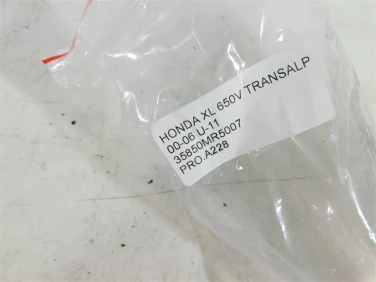 HONDA XL 650V TRANSALP
00-06 U-11
35850MR5007
PRO.A228